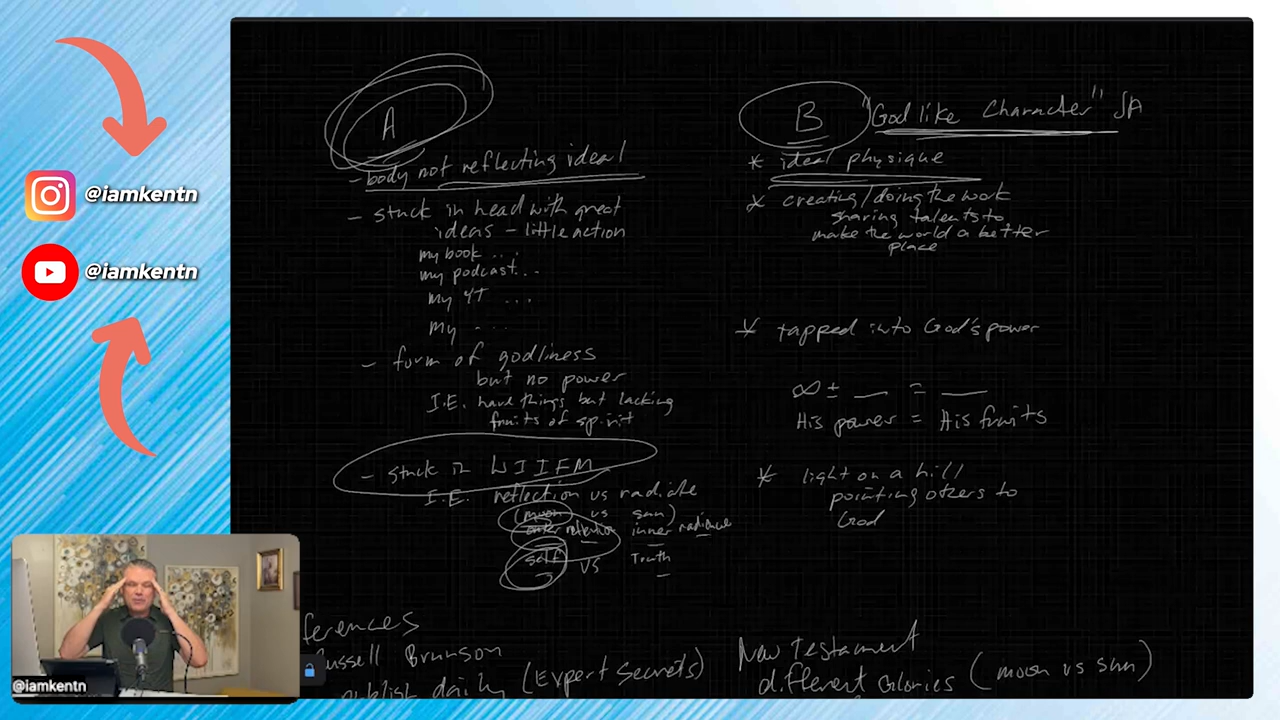 @iamkentn
@iamkentn
A
- body not reflecting ideal
- stuck in head with great
ideas - little action
my book ...
my podcast...
my YT ...
my ....
- form of godliness
but no power
I.E. have things but lacking
fruits of spirit
- stuck in WIIFM
I.E. reflection vs radiate
(moon vs sun)
outer reflection inner radiance
self vs Truth
B "God like Character"
* ideal physique
* creating/doing the work
sharing talents to
make the world a better
place
* tapped into God's power
∞ ± __ = __
His power = His fruits
* light on a hill
pointing others to
God
ferences
ussell Brunson
publish daily (Expert Secrets)
New Testament
different Glories (moon vs sun)
@iamkentn